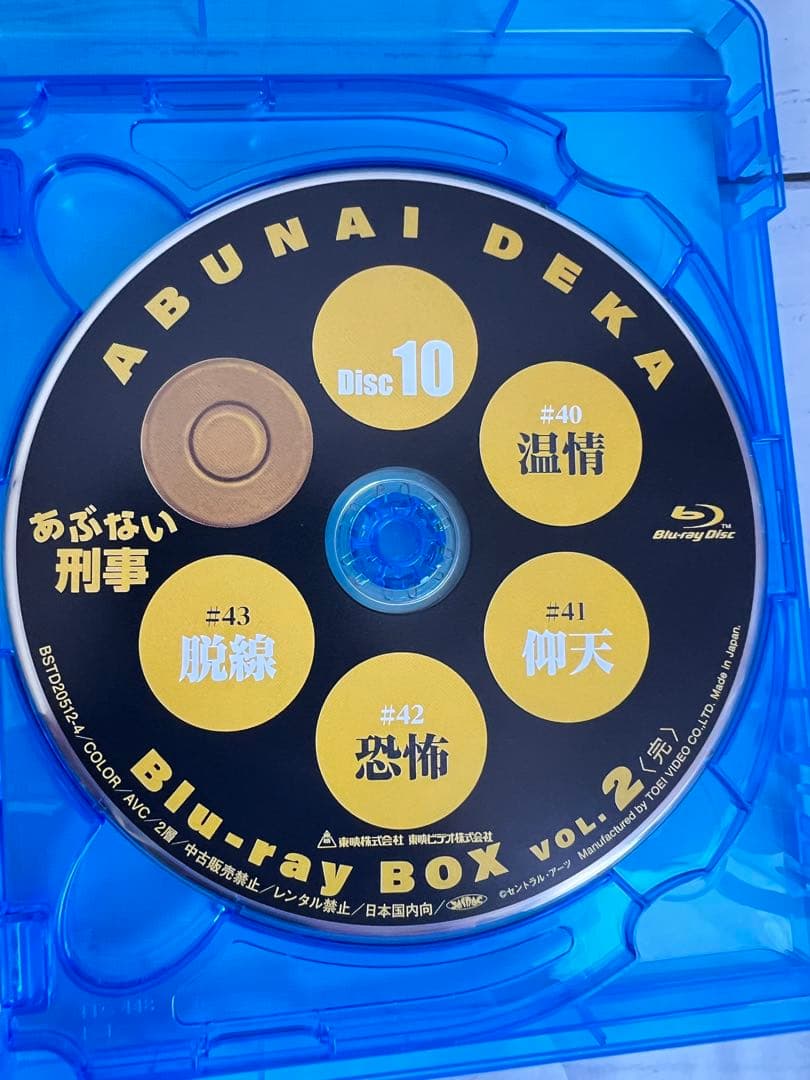 ABUNAI DEKA
Disc 10
#40
温情
あぶない
刑事
Blu-ray Disc
TM
#43
脱線
#41
仰天
#42
恐怖
Blu-ray BOX VOL.2〈完〉
東映株式会社 東映ビデオ株式会社
BSTD20512-4/COLOR/AVC/2層/中古販売禁止/レンタル禁止/日本国内向/
©セントラル・アーツ Manufactured by TOEI VIDEO CO.,LTD. Made in Japan.